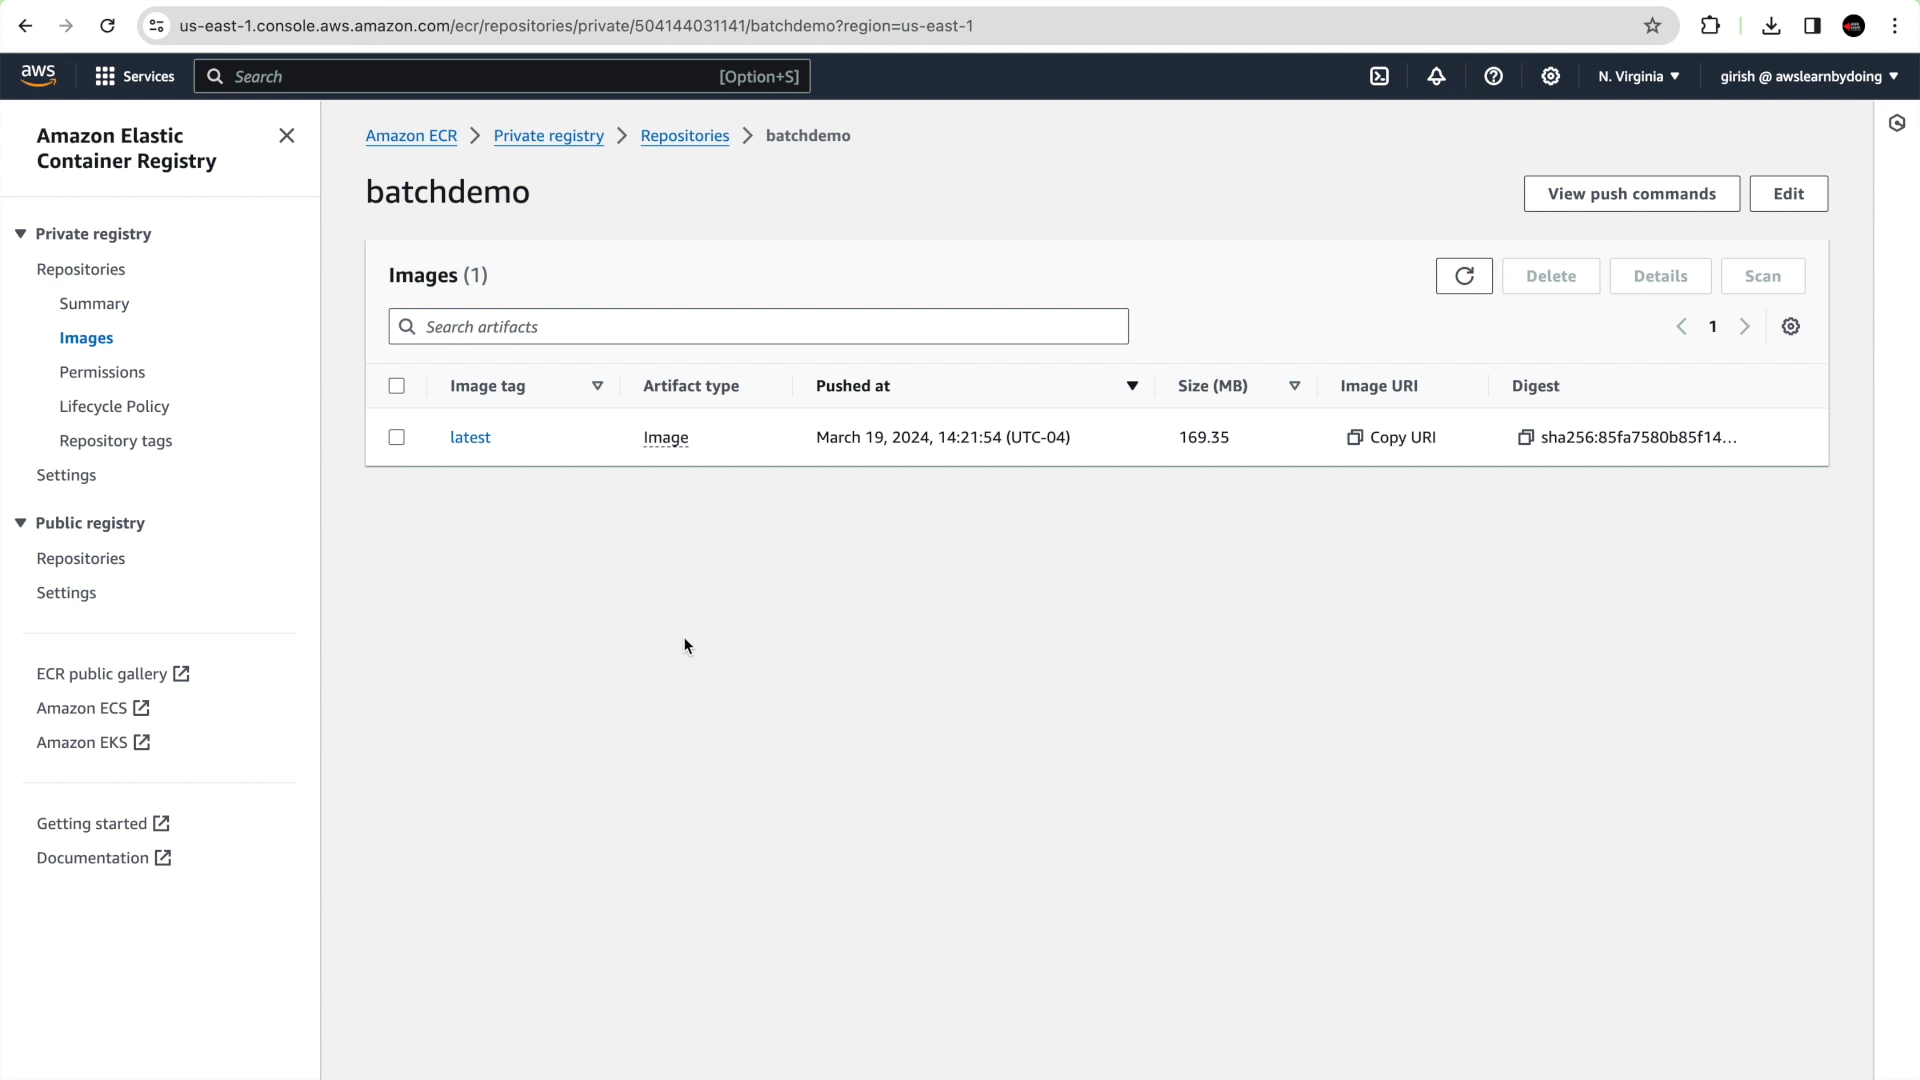 us-east-1.console.aws.amazon.com/ecr/repositories/private/504144031141/batchdemo?region=us-east-1
aws Services Search [Option+S] N. Virginia girish @ awslearnbydoing
Amazon Elastic
Container Registry
Private registry
Repositories
Summary
Images
Permissions
Lifecycle Policy
Repository tags
Settings
Public registry
Repositories
Settings
ECR public gallery
Amazon ECS
Amazon EKS
Getting started
Documentation
Amazon ECR Private registry Repositories batchdemo
batchdemo View push commands Edit
Images (1) Delete Details Scan
Search artifacts 1
Image tag Artifact type Pushed at Size (MB) Image URI Digest
latest Image March 19, 2024, 14:21:54 (UTC-04) 169.35 Copy URI sha256:85fa7580b85f14...